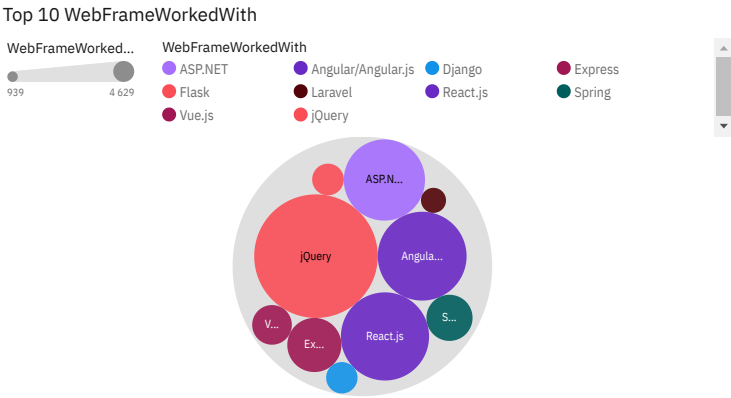 Top 10 WebFrameWorkedWith
WebFrameWorked...
939
4 629
WebFrameWorkedWith
ASP.NET
Angular/Angular.js
Django
Express
Flask
Laravel
React.js
Spring
Vue.js
jQuery
ASP.N...
jQuery
Angula...
S...
V...
Ex...
React.js